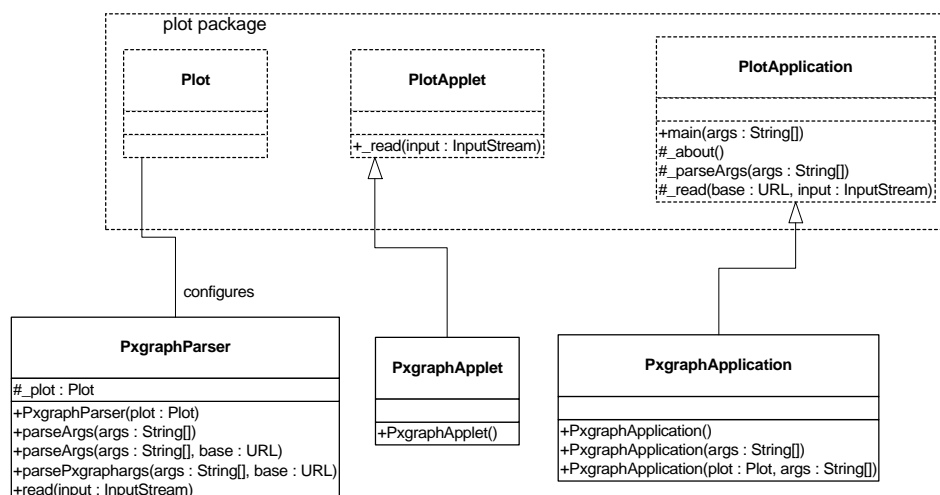 plot package
Plot
PlotApplet
+_read(input : InputStream)
PlotApplication
+main(args : String[])
#_about()
#_parseArgs(args : String[])
#_read(base : URL, input : InputStream)
configures
PxgraphParser
#_plot : Plot
+PxgraphParser(plot : Plot)
+parseArgs(args : String[])
+parseArgs(args : String[], base : URL)
+parsePxgraphargs(args : String[], base : URL)
+read(input : InputStream)
PxgraphApplet
+PxgraphApplet()
PxgraphApplication
+PxgraphApplication()
+PxgraphApplication(args : String[])
+PxgraphApplication(plot : Plot, args : String[])